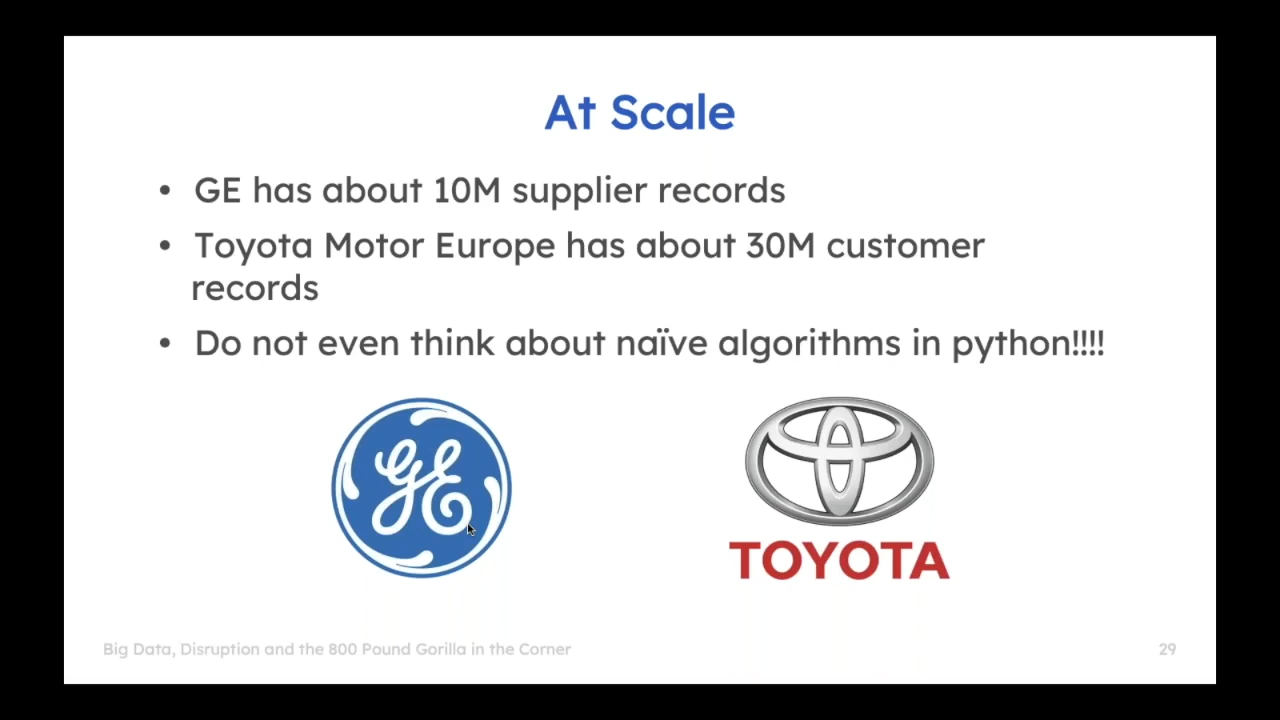 At Scale
• GE has about 10M supplier records
• Toyota Motor Europe has about 30M customer
records
• Do not even think about naïve algorithms in python!!!!
GE
TOYOTA
Big Data, Disruption and the 800 Pound Gorilla in the Corner
29